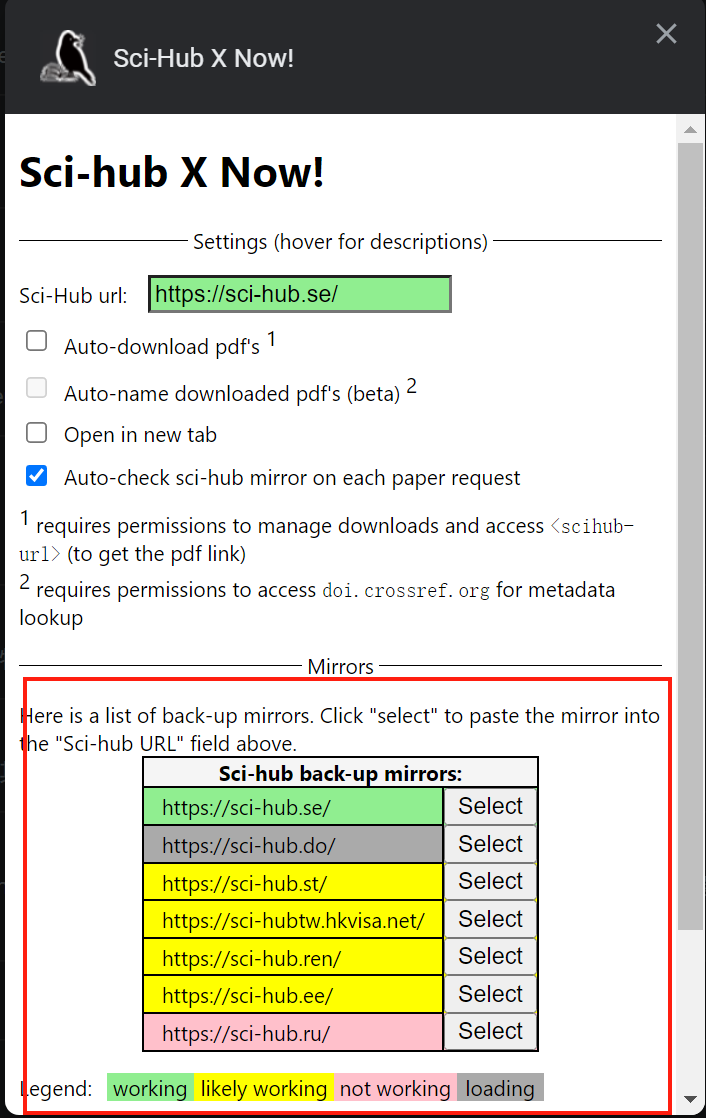 Sci-Hub X Now!
Sci-hub X Now!
Settings (hover for descriptions)
Sci-Hub url: https://sci-hub.se/
Auto-download pdf's 1
Auto-name downloaded pdf's (beta) 2
Open in new tab
Auto-check sci-hub mirror on each paper request
1 requires permissions to manage downloads and access <scihub-
url> (to get the pdf link)
2 requires permissions to access doi.crossref.org for metadata
lookup
Mirrors
Here is a list of back-up mirrors. Click "select" to paste the mirror into
the "Sci-hub URL" field above.
Sci-hub back-up mirrors:
https://sci-hub.se/ Select
https://sci-hub.do/ Select
https://sci-hub.st/ Select
https://sci-hubtw.hkvisa.net/ Select
https://sci-hub.ren/ Select
https://sci-hub.ee/ Select
https://sci-hub.ru/ Select
Legend: working likely working not working loading